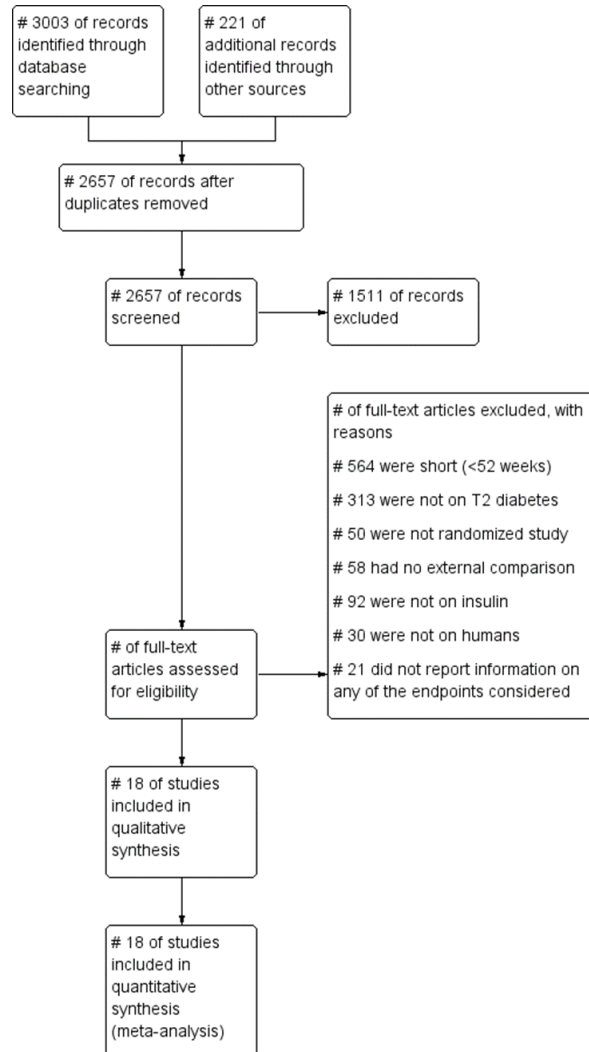 # 3003 of records
identified through
database
searching
# 221 of
additional records
identified through
other sources
# 2657 of records after
duplicates removed
# 2657 of records
screened
# 1511 of records
excluded
# of full-text articles excluded, with
reasons
# 564 were short (<52 weeks)
# 313 were not on T2 diabetes
# 50 were not randomized study
# 58 had no external comparison
# 92 were not on insulin
# 30 were not on humans
# 21 did not report information on
any of the endpoints considered
# of full-text
articles assessed
for eligibility
# 18 of studies
included in
qualitative
synthesis
# 18 of studies
included in
quantitative
synthesis
(meta-analysis)